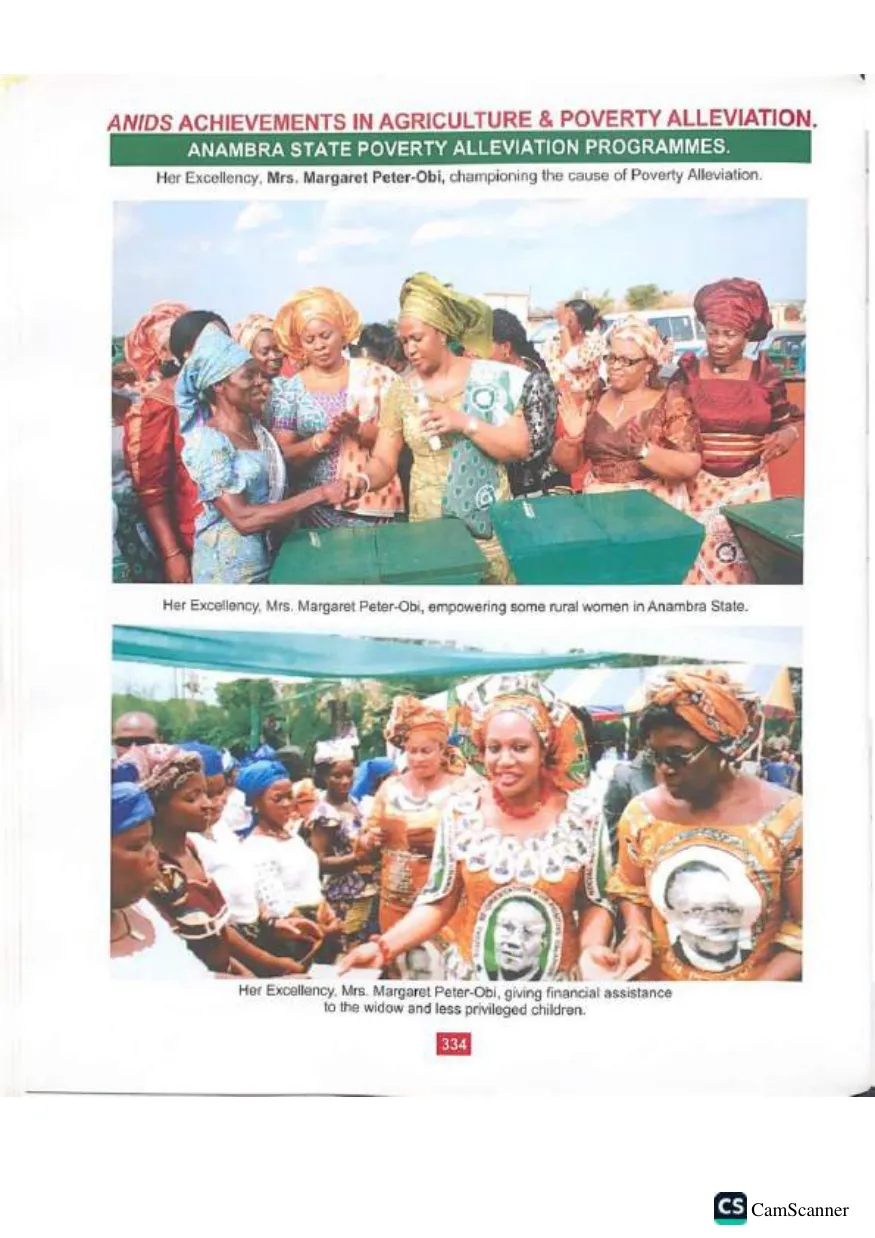 ANIDS ACHIEVEMENTS IN AGRICULTURE & POVERTY ALLEVIATION.
ANAMBRA STATE POVERTY ALLEVIATION PROGRAMMES.
Her Excellency, Mrs. Margaret Peter-Obi, championing the cause of Poverty Alleviation.
Her Excellency, Mrs. Margaret Peter-Obi, empowering some rural women in Anambra State.
Her Excellency, Mrs. Margaret Peter-Obi, giving financial assistance
to the widow and less privileged children.
334
CS CamScanner